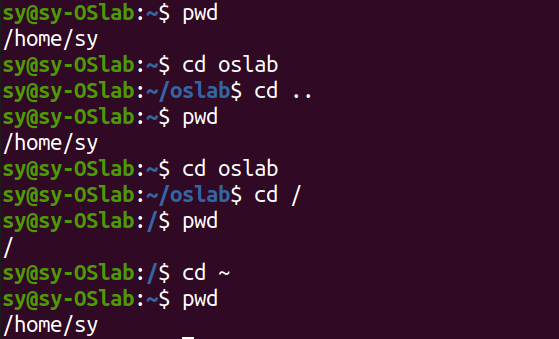 sy@sy-OSlab:~$ pwd
/home/sy
sy@sy-OSlab:~$ cd oslab
sy@sy-OSlab:~/oslab$ cd ..
sy@sy-OSlab:~$ pwd
/home/sy
sy@sy-OSlab:~$ cd oslab
sy@sy-OSlab:~/oslab$ cd /
sy@sy-OSlab:/$ pwd
/
sy@sy-OSlab:/$ cd ~
sy@sy-OSlab:~$ pwd
/home/sy